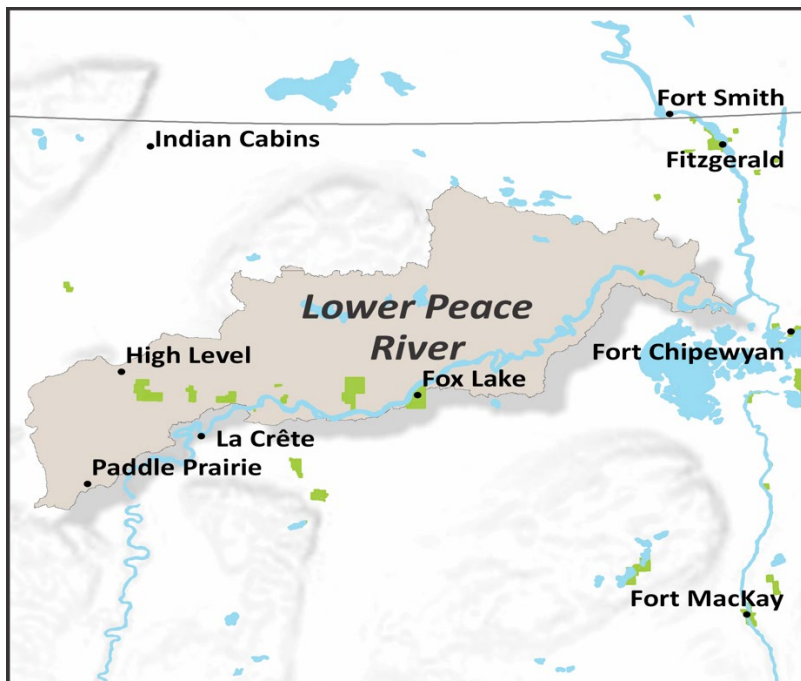 Fort Smith
Indian Cabins
Fitzgerald
Lower Peace
River
High Level
Fort Chipewyan
Fox Lake
La Crête
Paddle Prairie
Fort MacKay